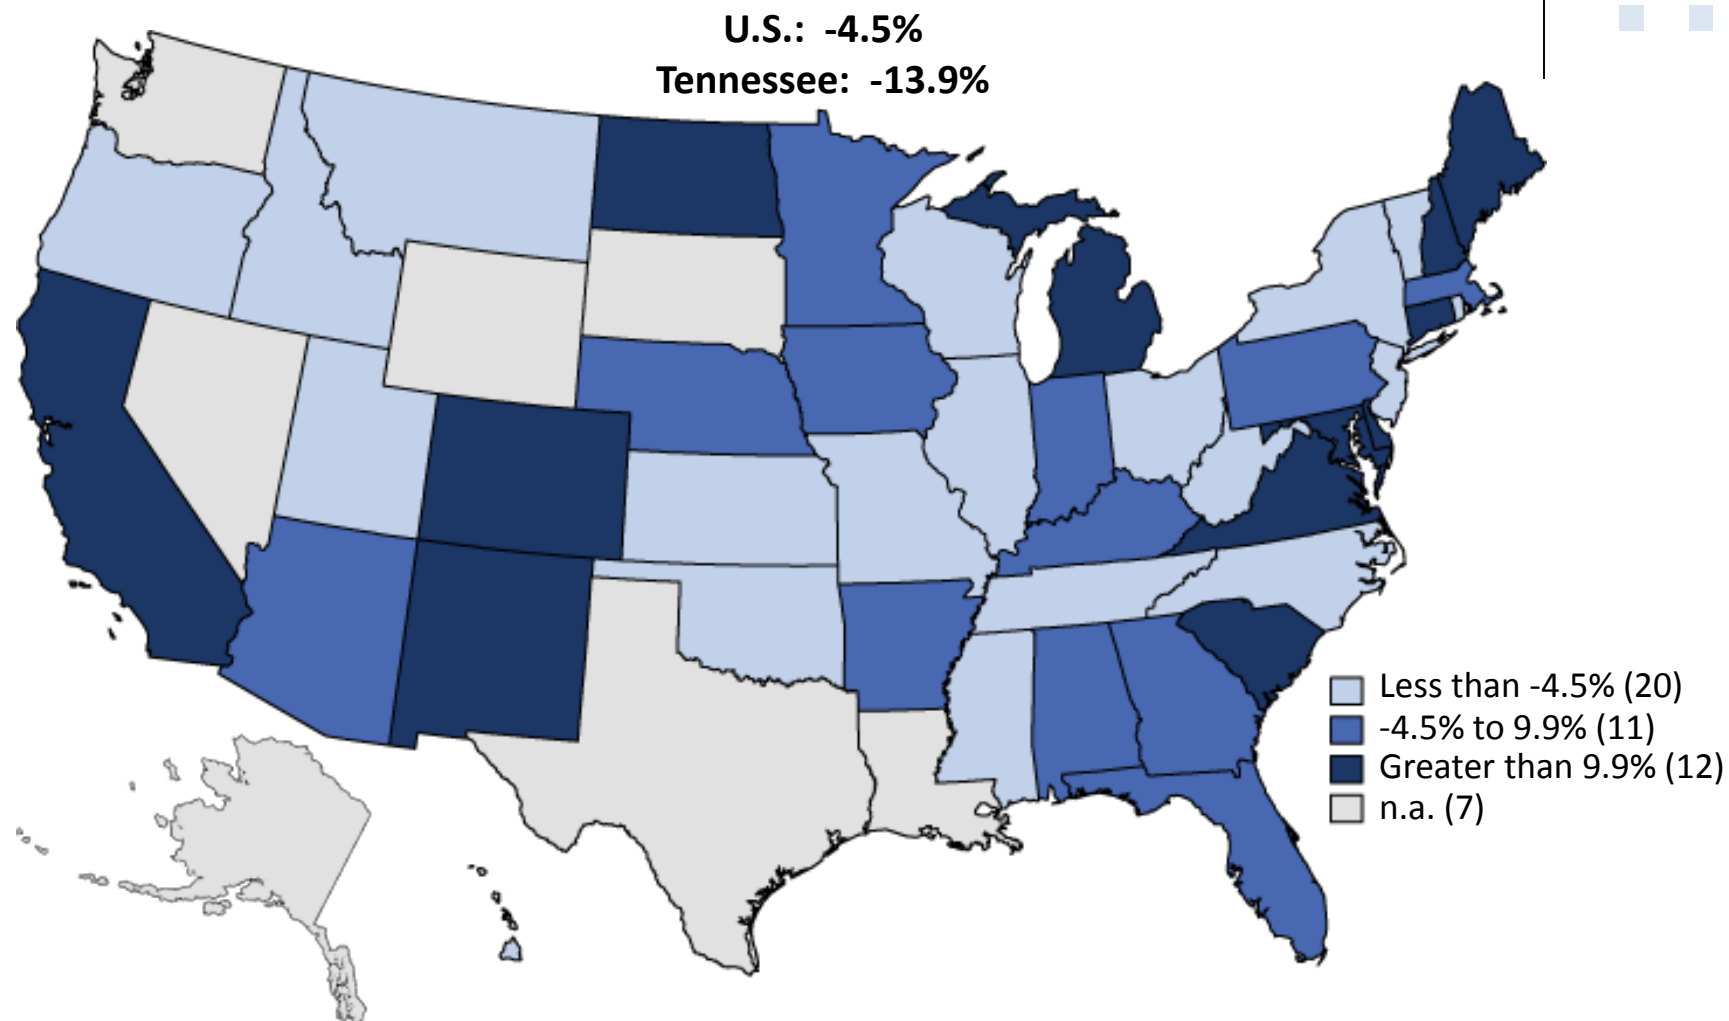 U.S.: -4.5%
Tennessee: -13.9%
Less than -4.5% (20)
-4.5% to 9.9% (11)
Greater than 9.9% (12)
n.a. (7)